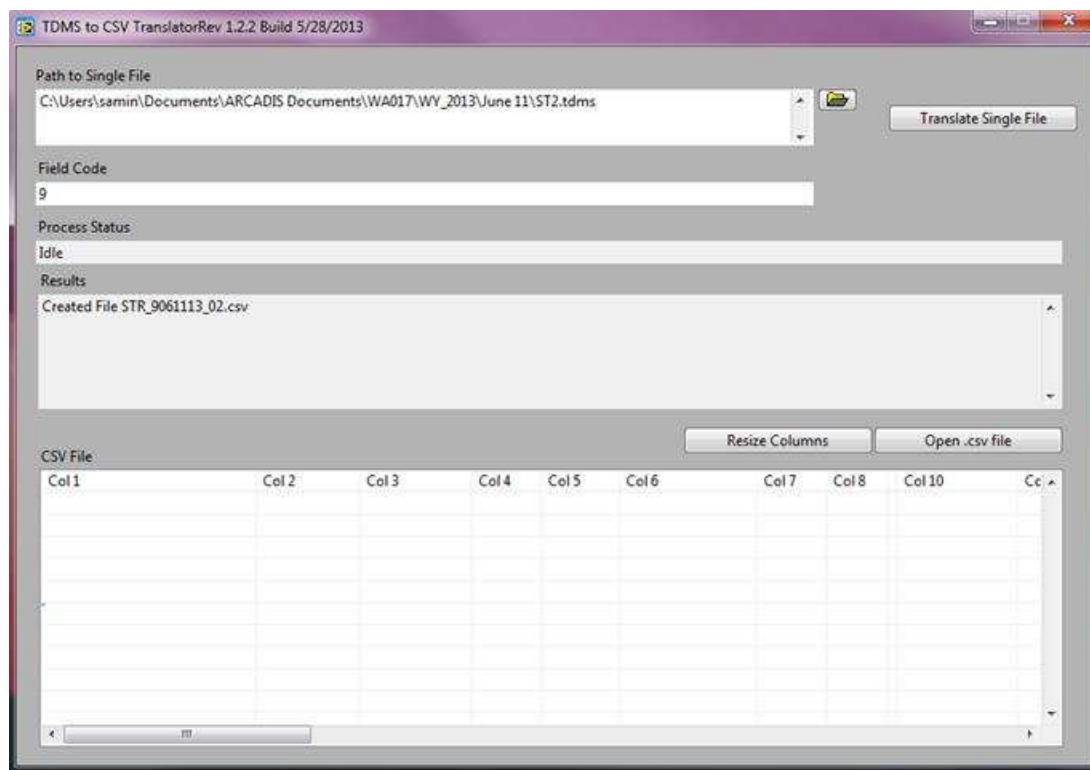 TDMS to CSV TranslatorRev 1.2.2 Build 5/28/2013
Path to Single File
C:\Users\samin\Documents\ARCADIS Documents\WA017\WY_2013\June 11\ST2.tdms
Translate Single File
Field Code
9
Process Status
Idle
Results
Created File STR_9061113_02.csv
Resize Columns Open .csv file
CSV File
Col 1 Col 2 Col 3 Col 4 Col 5 Col 6 Col 7 Col 8 Col 10